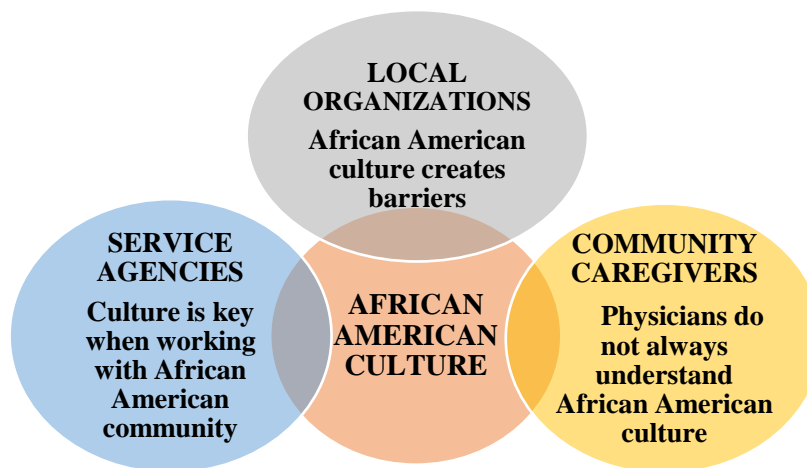 LOCAL
ORGANIZATIONS
African American
culture creates
barriers
SERVICE
AGENCIES
Culture is key
when working
with African
American
community
AFRICAN
AMERICAN
CULTURE
COMMUNITY
CAREGIVERS
Physicians do
not always
understand
African American
culture